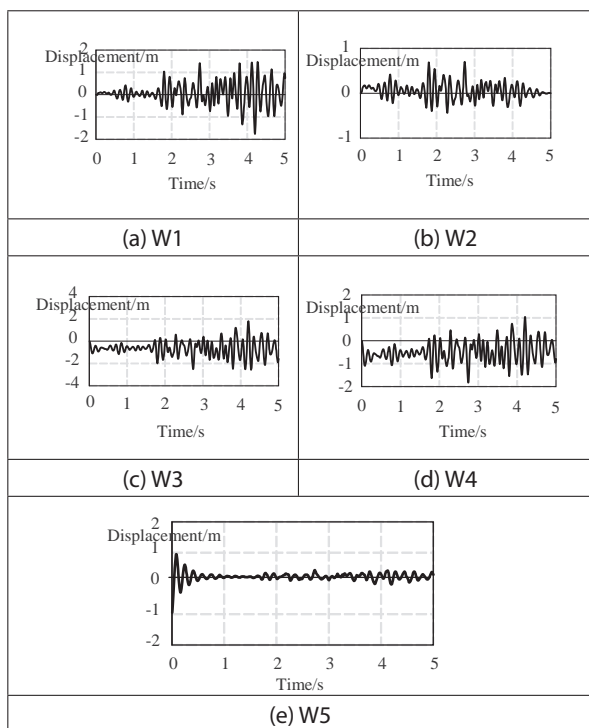 Displacement/m
2
1
0
-1
-2
0 1 2 3 4 5
Time/s
(a) W1
Displacement/m
1
0
-1
0 1 2 3 4 5
Time/s
(b) W2
Displacement/m
4
2
0
-2
-4
0 1 2 3 4 5
Time/s
(c) W3
Displacement/m
2
1
0
-1
-2
0 1 2 3 4 5
Time/s
(d) W4
Displacement/m
2
1
0
-1
-2
0 1 2 3 4 5
Time/s
(e) W5